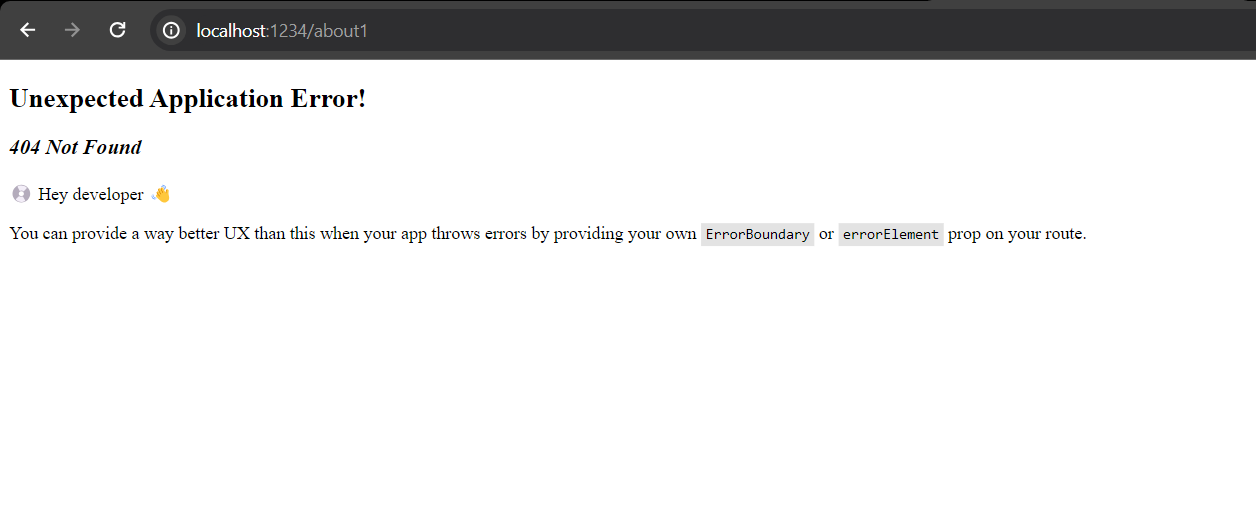 localhost:1234/about1
Unexpected Application Error!
404 Not Found
💿 Hey developer 👋
You can provide a way better UX than this when your app throws errors by providing your own ErrorBoundary or errorElement prop on your route.